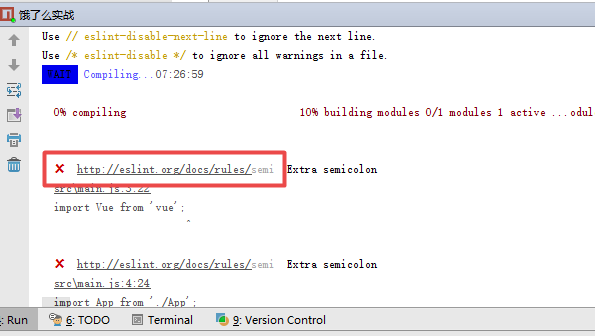 饿了么实战
Use // eslint-disable-next-line to ignore the next line.
Use /* eslint-disable */ to ignore all warnings in a file.
WAIT Compiling...07:26:59
0% compiling 10% building modules 0/1 modules 1 active ...odul
✘ http://eslint.org/docs/rules/semi Extra semicolon
src\main.js:3:22
import Vue from 'vue';
^
✘ http://eslint.org/docs/rules/semi Extra semicolon
src\main.js:4:24
import App from './App';
: Run 6: TODO Terminal 9: Version Control